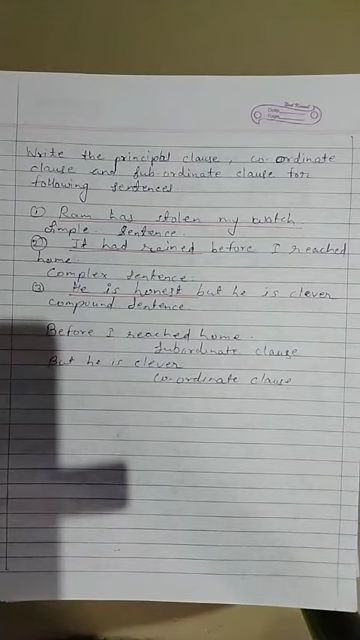 Write the principal clause, co-ordinate
clause and sub-ordinate clause for
following sentences
① Ram has stolen my watch
simple sentence.
② It had rained before I reached
home.
Complex sentence.
③ He is honest but he is clever
compound sentence
Before I reached home.
Subordinate clause
But he is clever
Co-ordinate clause